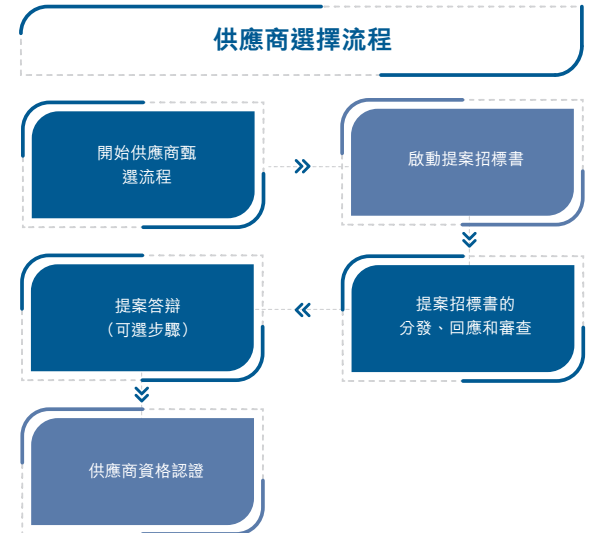 供應商選擇流程
開始供應商甄
選流程
啟動提案招標書
提案招標書的
分發、回應和審查
提案答辯
（可選步驟）
供應商資格認證